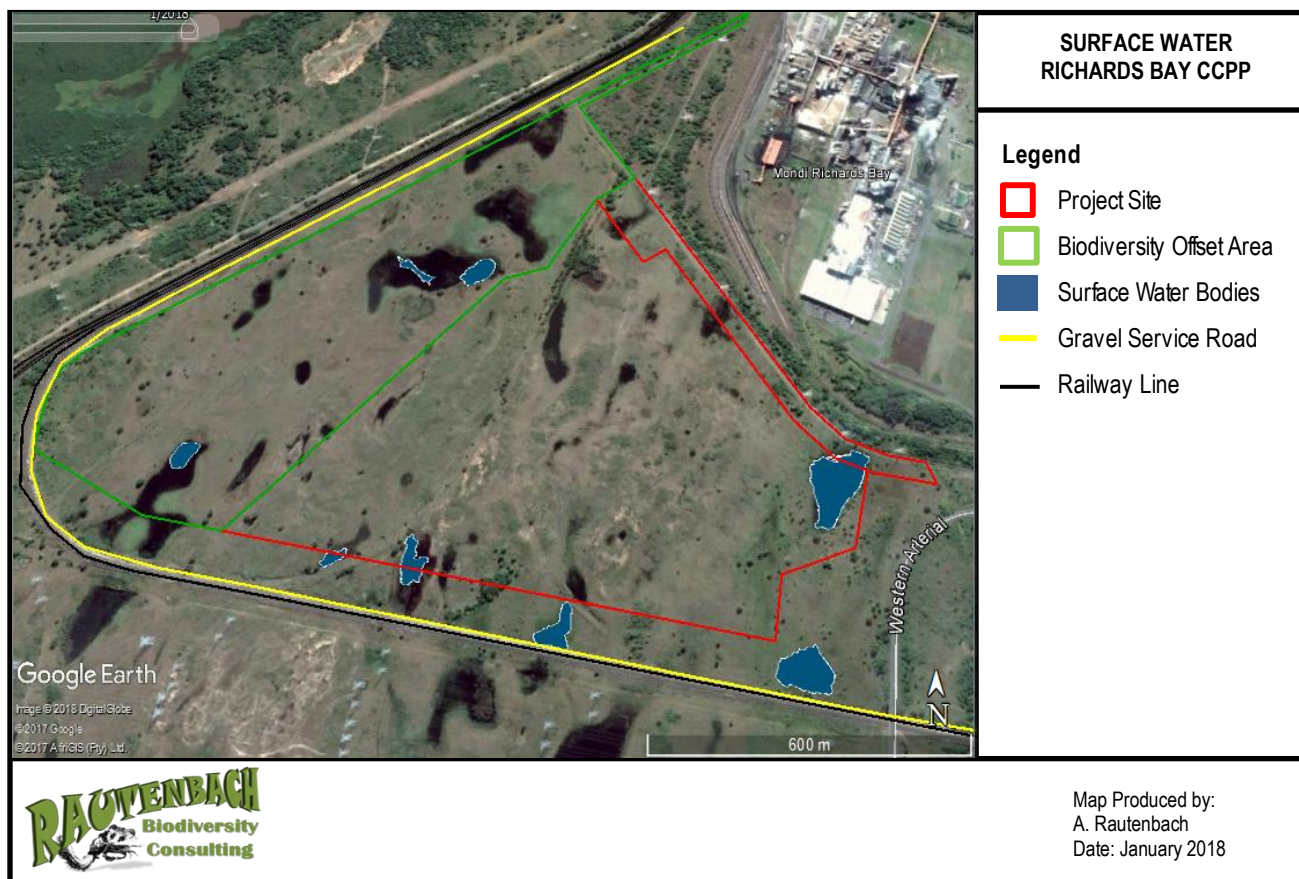 1/2018
SURFACE WATER
RICHARDS BAY CCPP
Legend
Project Site
Biodiversity Offset Area
Surface Water Bodies
Gravel Service Road
Railway Line
Mondi Richards Bay
Western Arterial
Google Earth
Image © 2018 DigitalGlobe
© 2017 Google
© 2017 AfriGIS (Pty) Ltd.
N
600 m
RAUTENBACH
Biodiversity
Consulting
Map Produced by:
A. Rautenbach
Date: January 2018